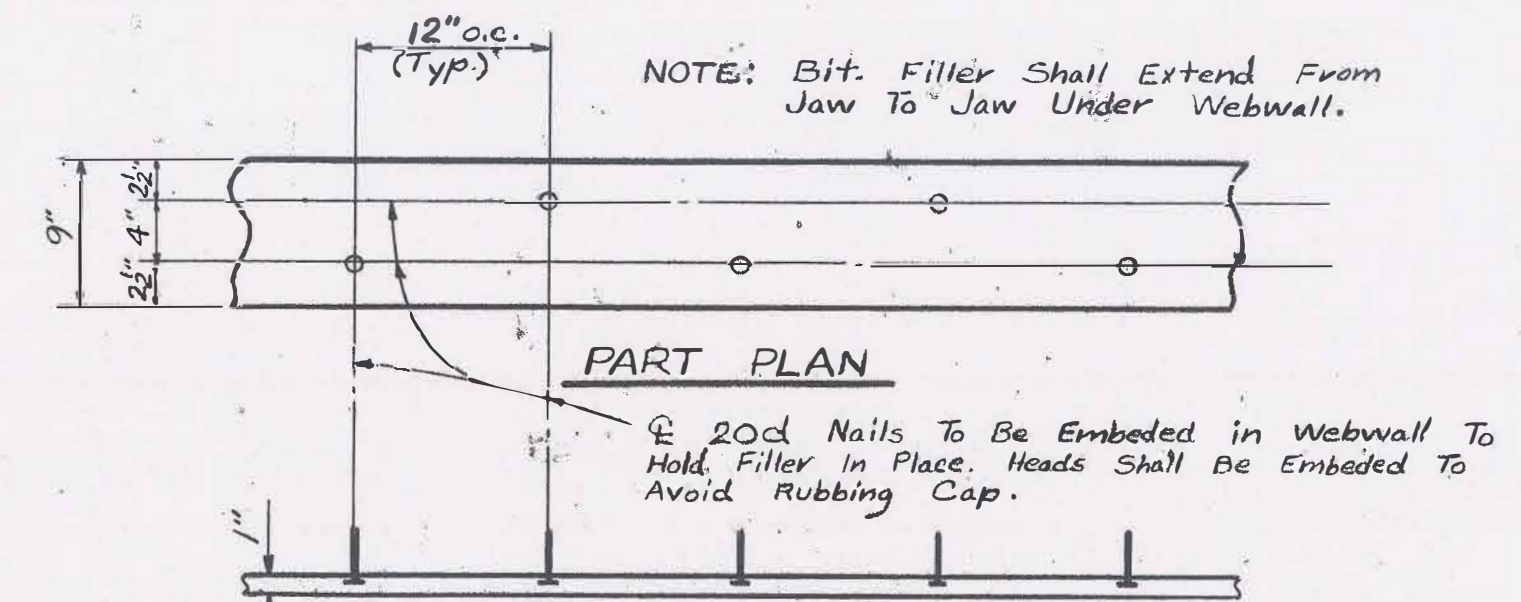 12" o.c.
(Typ.)
NOTE: Bit. Filler Shall Extend From
Jaw To Jaw Under Webwall.
9"
2½"
4"
2½"
PART PLAN
℄ 20d Nails To Be Embeded in Webwall To
Hold Filler In Place. Heads Shall Be Embeded To
Avoid Rubbing Cap.
1"